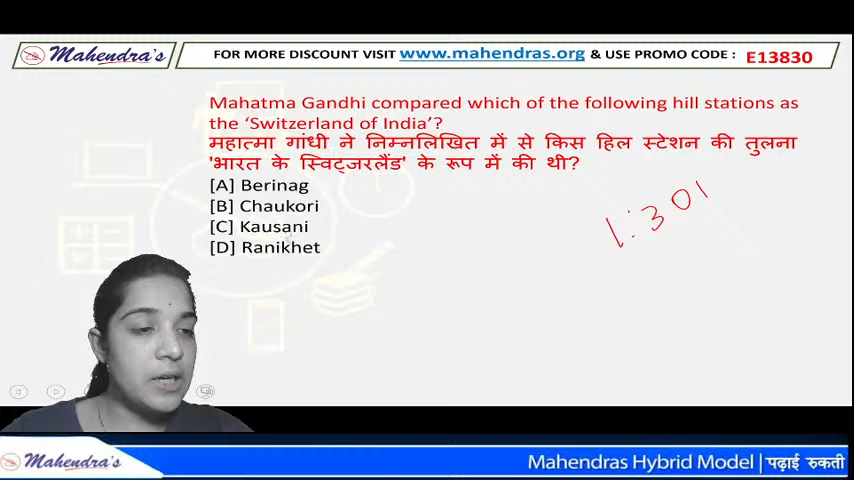 Mahendra's
FOR MORE DISCOUNT VISIT www.mahendras.org & USE PROMO CODE : E13830
Mahatma Gandhi compared which of the following hill stations as
the ‘Switzerland of India’?
महात्मा गांधी ने निम्नलिखित में से किस हिल स्टेशन की तुलना
'भारत के स्विट्जरलैंड' के रूप में की थी?
[A] Berinag
[B] Chaukori
[C] Kausani
[D] Ranikhet
1:30
Mahendra's
Mahendras Hybrid Model | पढ़ाई रुकती